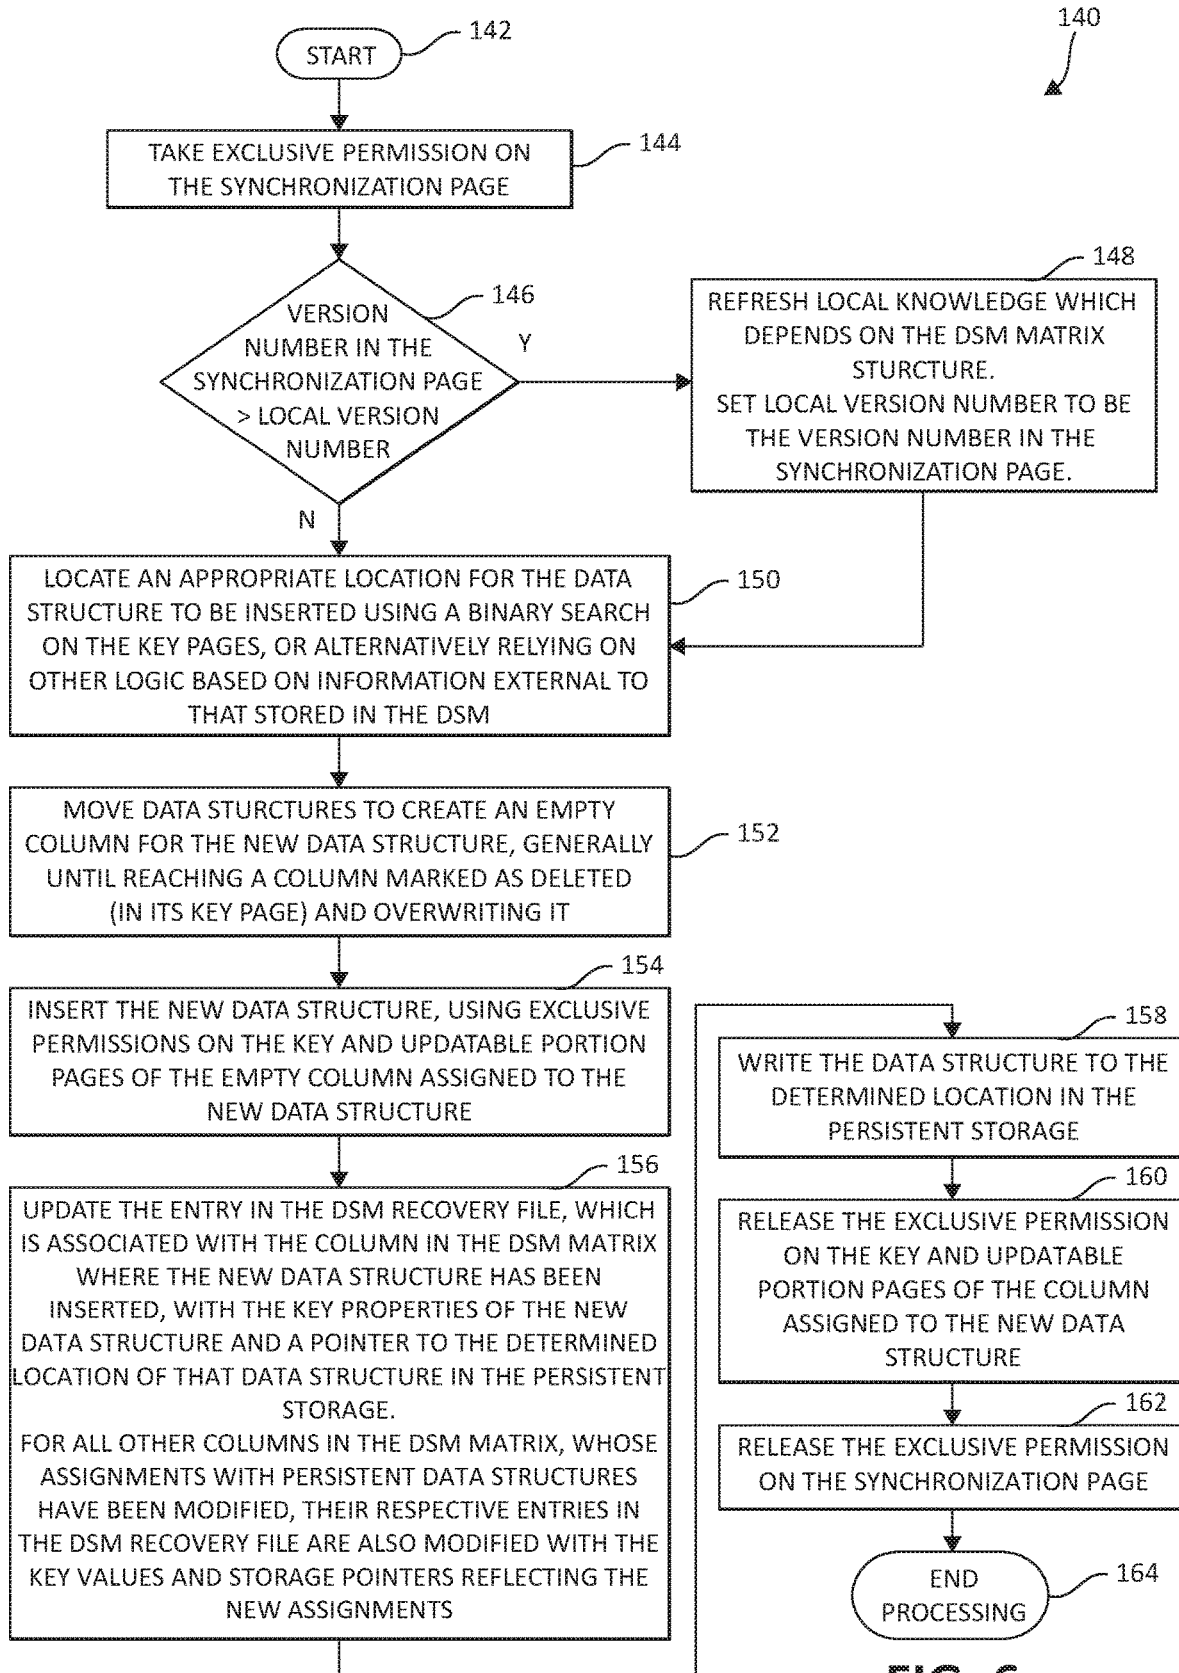 140
START
142
TAKE EXCLUSIVE PERMISSION ON
THE SYNCHRONIZATION PAGE
144
VERSION
NUMBER IN THE
SYNCHRONIZATION PAGE
> LOCAL VERSION
NUMBER
146
Y
N
148
REFRESH LOCAL KNOWLEDGE WHICH
DEPENDS ON THE DSM MATRIX
STURCTURE.
SET LOCAL VERSION NUMBER TO BE
THE VERSION NUMBER IN THE
SYNCHRONIZATION PAGE.
LOCATE AN APPROPRIATE LOCATION FOR THE DATA
STRUCTURE TO BE INSERTED USING A BINARY SEARCH
ON THE KEY PAGES, OR ALTERNATIVELY RELYING ON
OTHER LOGIC BASED ON INFORMATION EXTERNAL TO
THAT STORED IN THE DSM
150
MOVE DATA STURCTURES TO CREATE AN EMPTY
COLUMN FOR THE NEW DATA STRUCTURE, GENERALLY
UNTIL REACHING A COLUMN MARKED AS DELETED
(IN ITS KEY PAGE) AND OVERWRITING IT
152
154
INSERT THE NEW DATA STRUCTURE, USING EXCLUSIVE
PERMISSIONS ON THE KEY AND UPDATABLE PORTION
PAGES OF THE EMPTY COLUMN ASSIGNED TO THE
NEW DATA STRUCTURE
156
UPDATE THE ENTRY IN THE DSM RECOVERY FILE, WHICH
IS ASSOCIATED WITH THE COLUMN IN THE DSM MATRIX
WHERE THE NEW DATA STRUCTURE HAS BEEN
INSERTED, WITH THE KEY PROPERTIES OF THE NEW
DATA STRUCTURE AND A POINTER TO THE DETERMINED
LOCATION OF THAT DATA STRUCTURE IN THE PERSISTENT
STORAGE.
FOR ALL OTHER COLUMNS IN THE DSM MATRIX, WHOSE
ASSIGNMENTS WITH PERSISTENT DATA STRUCTURES
HAVE BEEN MODIFIED, THEIR RESPECTIVE ENTRIES IN
THE DSM RECOVERY FILE ARE ALSO MODIFIED WITH THE
KEY VALUES AND STORAGE POINTERS REFLECTING THE
NEW ASSIGNMENTS
158
WRITE THE DATA STRUCTURE TO THE
DETERMINED LOCATION IN THE
PERSISTENT STORAGE
160
RELEASE THE EXCLUSIVE PERMISSION
ON THE KEY AND UPDATABLE
PORTION PAGES OF THE COLUMN
ASSIGNED TO THE NEW DATA
STRUCTURE
162
RELEASE THE EXCLUSIVE PERMISSION
ON THE SYNCHRONIZATION PAGE
END
PROCESSING
164